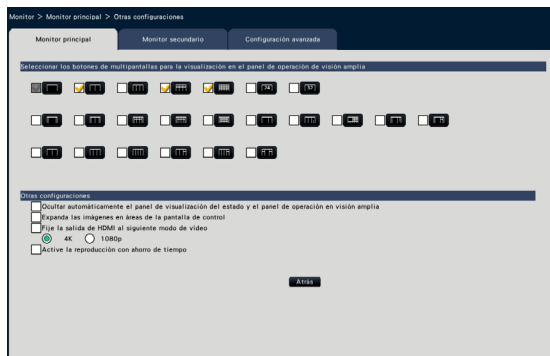 Monitor > Monitor principal > Otras configuraciones
Monitor principal Monitor secundario Configuración avanzada
Seleccionar los botones de multipantallas para la visualización en el panel de operación de visión amplia
24 32
Otras configuraciones
Ocultar automáticamente el panel de visualización del estado y el panel de operación en visión amplia
Expanda las imágenes en áreas de la pantalla de control
Fije la salida de HDMI al siguiente modo de vídeo
4K 1080p
Active la reproducción con ahorro de tiempo
Atrás